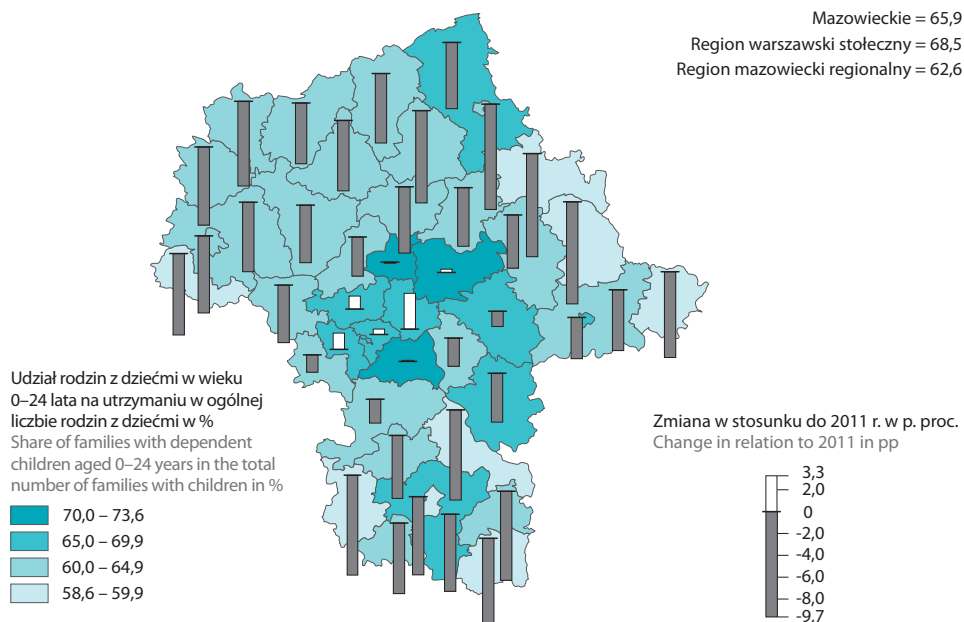 Mazowieckie = 65,9
Region warszawski stołeczny = 68,5
Region mazowiecki regionalny = 62,6
Udział rodzin z dziećmi w wieku
0–24 lata na utrzymaniu w ogólnej
liczbie rodzin z dziećmi w %
Share of families with dependent
children aged 0–24 years in the total
number of families with children in %
70,0 – 73,6
65,0 – 69,9
60,0 – 64,9
58,6 – 59,9
Zmiana w stosunku do 2011 r. w p. proc.
Change in relation to 2011 in pp
3,3
2,0
0
-2,0
-4,0
-6,0
-8,0
-9,7